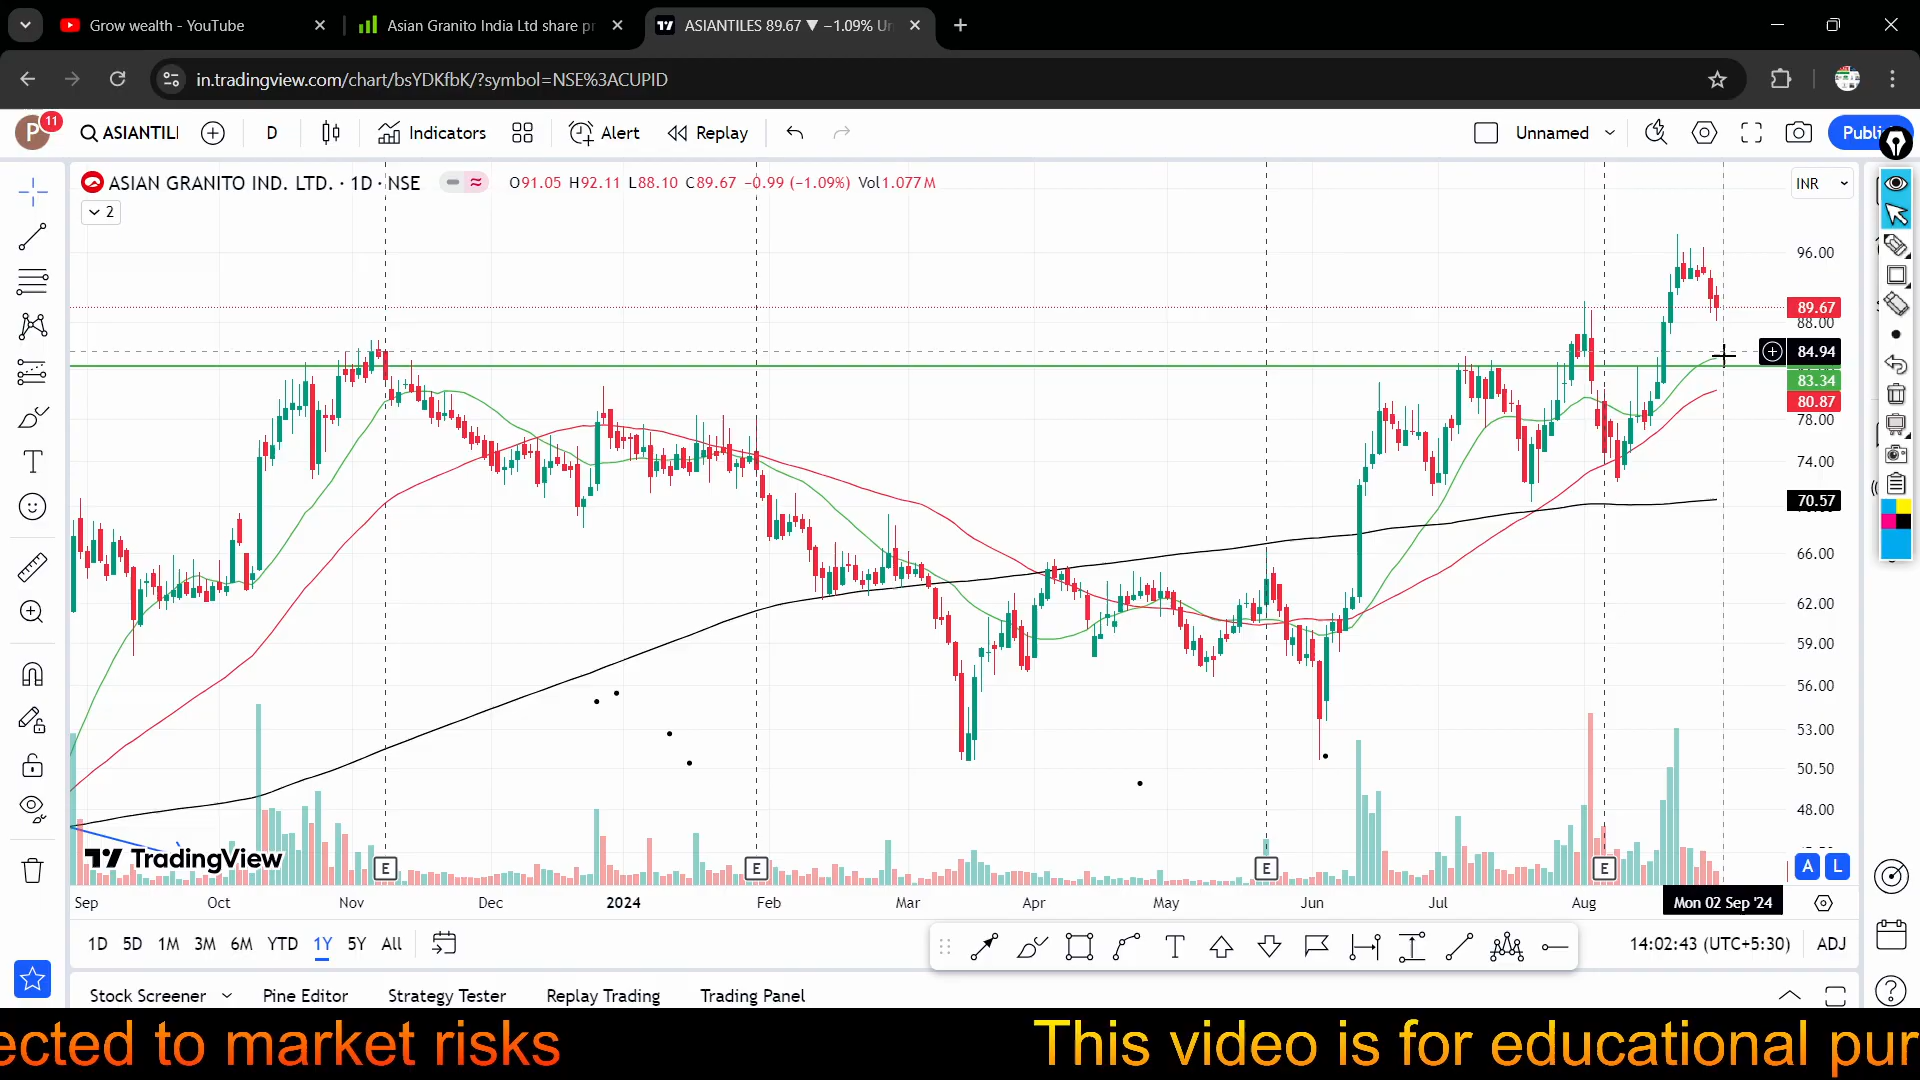 Grow wealth - YouTube
Asian Granito India Ltd share pr
ASIANTILES 89.67 ▼ −1.09% Un
in.tradingview.com/chart/bsYDKfbK/?symbol=NSE%3ACUPID
P
11
ASIANTIL
D
Indicators
Alert
Replay
Unnamed
Publi
ASIAN GRANITO IND. LTD. · 1D · NSE
O91.05 H92.11 L88.10 C89.67 −0.99 (−1.09%) Vol1.077M
2
INR
96.00
89.67
88.00
84.94
83.34
80.87
78.00
74.00
70.57
66.00
62.00
59.00
56.00
53.00
50.50
48.00
TradingView
E
E
E
E
A
L
Sep
Oct
Nov
Dec
2024
Feb
Mar
Apr
May
Jun
Jul
Aug
Mon 02 Sep '24
1D
5D
1M
3M
6M
YTD
1Y
5Y
All
T
14:02:43 (UTC+5:30)
ADJ
Stock Screener
Pine Editor
Strategy Tester
Replay Trading
Trading Panel
ected to market risks
This video is for educational pur